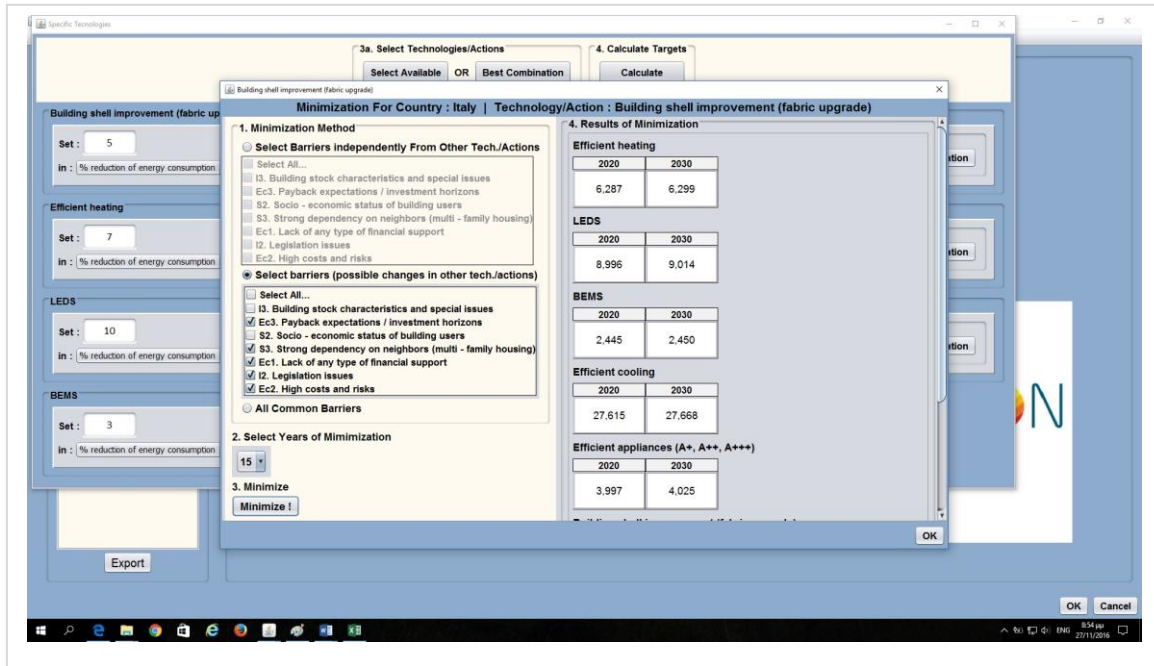 Specific Tecnologies
3a. Select Technologies/Actions
4. Calculate Targets
Select Available OR Best Combination
Calculate
Building shell improvement (fabric up
Set : 5
in : % reduction of energy consumption
Efficient heating
Set : 7
in : % reduction of energy consumption
LEDS
Set : 10
in : % reduction of energy consumption
BEMS
Set : 3
in : % reduction of energy consumption
Export
Building shell improvement (fabric upgrade)
Minimization For Country : Italy | Technology/Action : Building shell improvement (fabric upgrade)
1. Minimization Method
Select Barriers independently From Other Tech./Actions
Select All...
I3. Building stock characteristics and special issues
Ec3. Payback expectations / investment horizons
S2. Socio - economic status of building users
S3. Strong dependency on neighbors (multi - family housing)
Ec1. Lack of any type of financial support
I2. Legislation issues
Ec2. High costs and risks
Select barriers (possible changes in other tech./actions)
Select All...
I3. Building stock characteristics and special issues
Ec3. Payback expectations / investment horizons
S2. Socio - economic status of building users
S3. Strong dependency on neighbors (multi - family housing)
Ec1. Lack of any type of financial support
I2. Legislation issues
Ec2. High costs and risks
All Common Barriers
2. Select Years of Mimimization
15
3. Minimize
Minimize !
4. Results of Minimization
Efficient heating
2020 2030
6,287 6,299
LEDS
2020 2030
8,996 9,014
BEMS
2020 2030
2,445 2,450
Efficient cooling
2020 2030
27,615 27,668
Efficient appliances (A+, A++, A+++)
2020 2030
3,997 4,025
OK
ation
ation
ation
N
OK Cancel
ENG
8:54 μμ
27/11/2016